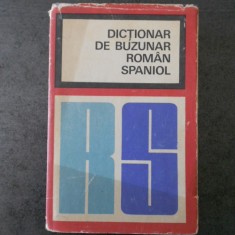 DICȚIONAR
DE BUZUNAR
ROMÂN
SPANIOL
RS